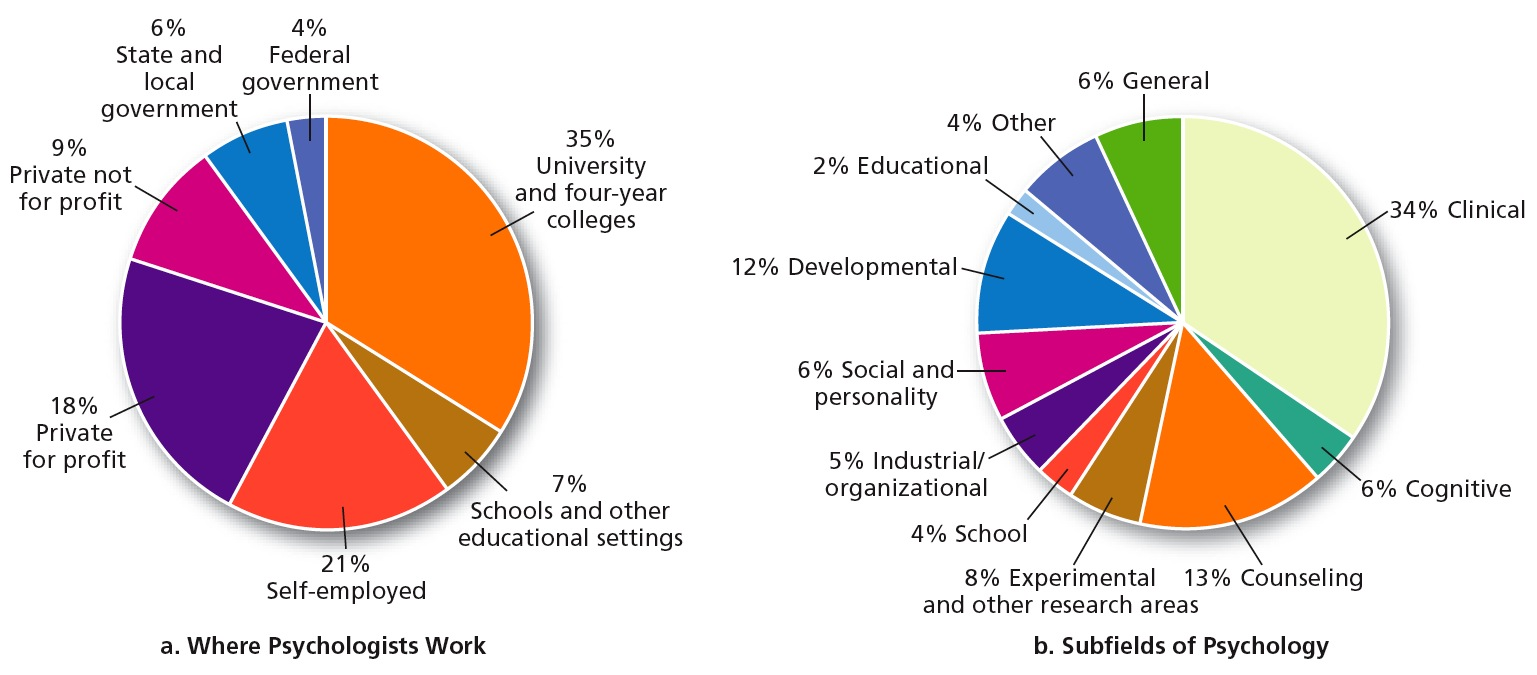 6%
State and
local
government
4%
Federal
government
9%
Private not
for profit
35%
University
and four-year
colleges
18%
Private
for profit
7%
Schools and other
educational settings
21%
Self-employed
a. Where Psychologists Work
6% General
4% Other
2% Educational
34% Clinical
12% Developmental
6% Social and
personality
5% Industrial/
organizational
6% Cognitive
4% School
8% Experimental
and other research areas
13% Counseling
b. Subfields of Psychology